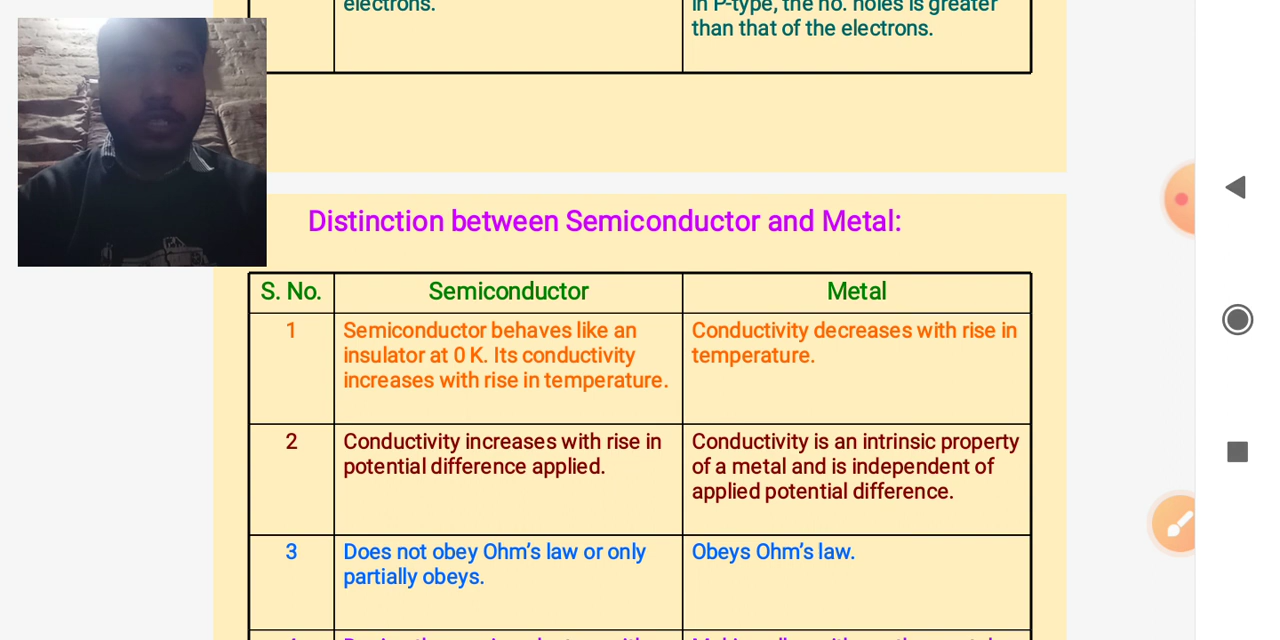 electrons.
in P-type, the no. holes is greater
than that of the electrons.
Distinction between Semiconductor and Metal:
S. No.
Semiconductor
Metal
1
Semiconductor behaves like an
insulator at 0 K. Its conductivity
increases with rise in temperature.
Conductivity decreases with rise in
temperature.
2
Conductivity increases with rise in
potential difference applied.
Conductivity is an intrinsic property
of a metal and is independent of
applied potential difference.
3
Does not obey Ohm’s law or only
partially obeys.
Obeys Ohm’s law.